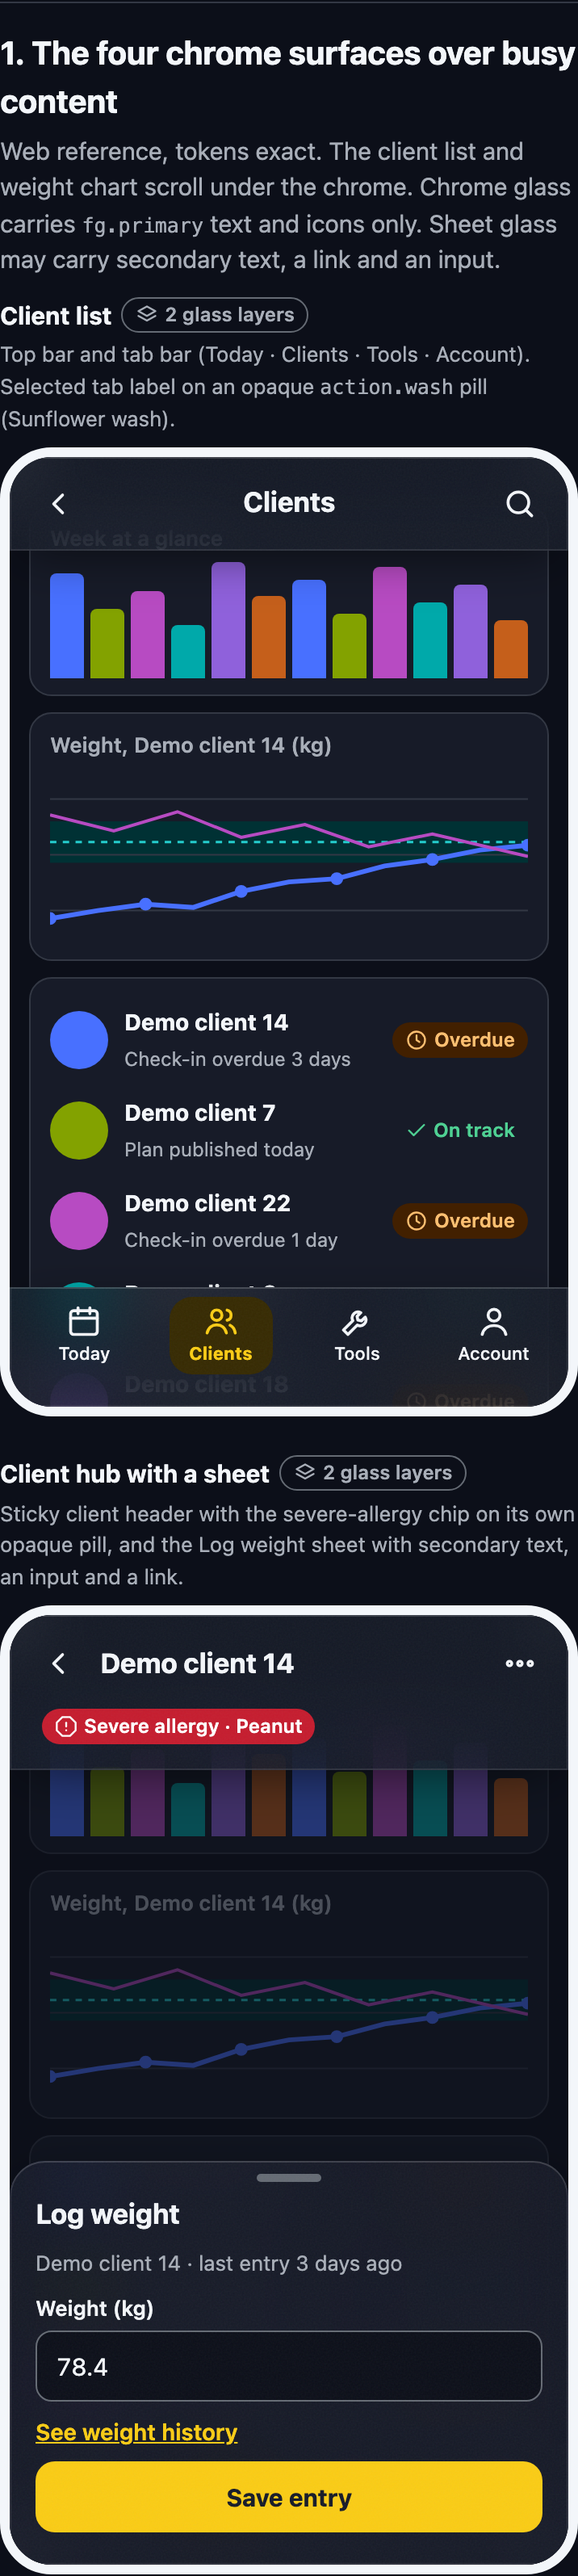 1. The four chrome surfaces over busy
content
Web reference, tokens exact. The client list and
weight chart scroll under the chrome. Chrome glass
carries fg.primary text and icons only. Sheet glass
may carry secondary text, a link and an input.
Client list 2 glass layers
Top bar and tab bar (Today · Clients · Tools · Account).
Selected tab label on an opaque action.wash pill
(Sunflower wash).
Clients
Week at a glance
Weight, Demo client 14 (kg)
Demo client 14
Check-in overdue 3 days
Overdue
Demo client 7
Plan published today
On track
Demo client 22
Check-in overdue 1 day
Overdue
Today
Clients
Tools
Account
Demo client 18
Overdue
Client hub with a sheet 2 glass layers
Sticky client header with the severe-allergy chip on its own
opaque pill, and the Log weight sheet with secondary text,
an input and a link.
Demo client 14
Severe allergy · Peanut
Weight, Demo client 14 (kg)
Log weight
Demo client 14 · last entry 3 days ago
Weight (kg)
78.4
See weight history
Save entry